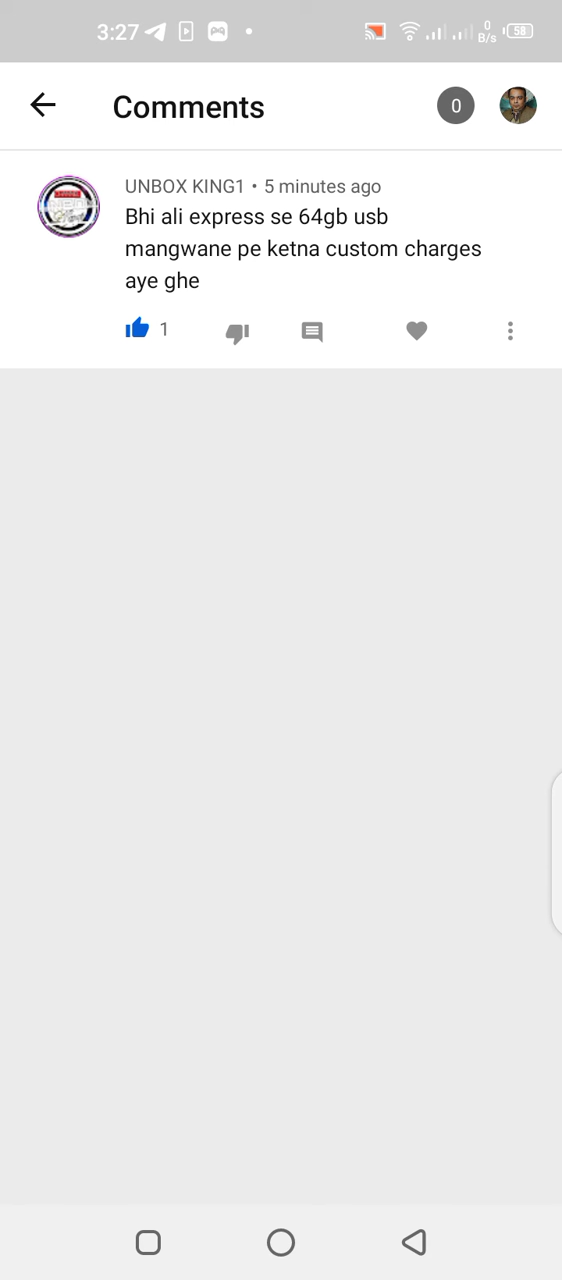 3:27
0
B/s
58
Comments
0
UNBOX KING1 • 5 minutes ago
Bhi ali express se 64gb usb
mangwane pe ketna custom charges
aye ghe
1